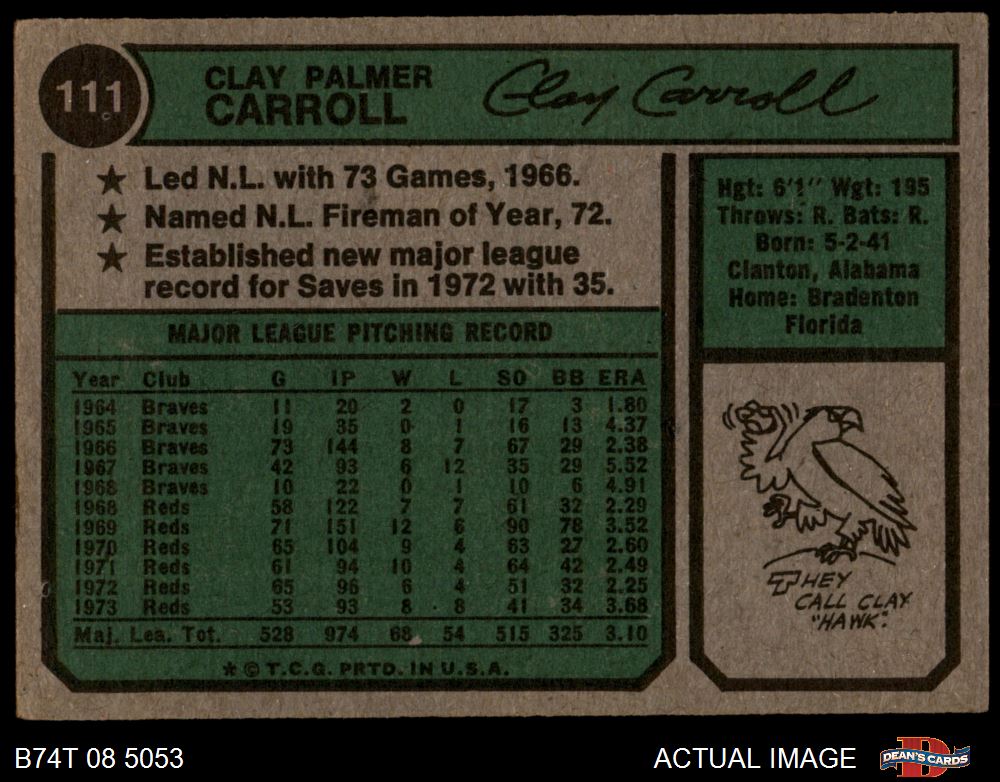 111
CLAY PALMER
CARROLL
Clay Carroll
★ Led N.L. with 73 Games, 1966.
★ Named N.L. Fireman of Year, 72.
★ Established new major league
record for Saves in 1972 with 35.
Hgt: 6'1" Wgt: 195
Throws: R. Bats: R.
Born: 5-2-41
Clanton, Alabama
Home: Bradenton
Florida
MAJOR LEAGUE PITCHING RECORD
Year Club G IP W L SO BB ERA
1964 Braves 11 20 2 0 17 3 1.80
1965 Braves 19 35 0 1 16 13 4.37
1966 Braves 73 144 8 7 67 29 2.38
1967 Braves 42 93 6 12 35 29 5.52
1968 Braves 10 22 0 1 10 6 4.91
1968 Reds 58 122 7 7 61 32 2.29
1969 Reds 71 151 12 6 90 78 3.52
1970 Reds 65 104 9 4 63 27 2.60
1971 Reds 61 94 10 4 64 42 2.49
1972 Reds 65 96 6 4 51 32 2.25
1973 Reds 53 93 8 8 41 34 3.68
Maj. Lea. Tot. 528 974 68 54 515 325 3.10
★ © T.C.G. PRTD. IN U.S.A.
THEY
CALL CLAY
"HAWK".
B74T 08 5053
ACTUAL IMAGE
DEAN'S CARDS